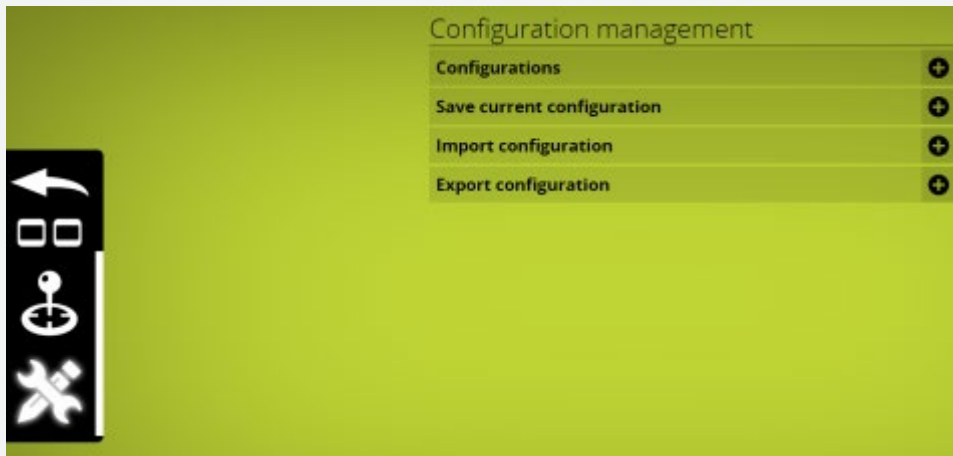 Configuration management
Configurations
Save current configuration
Import configuration
Export configuration